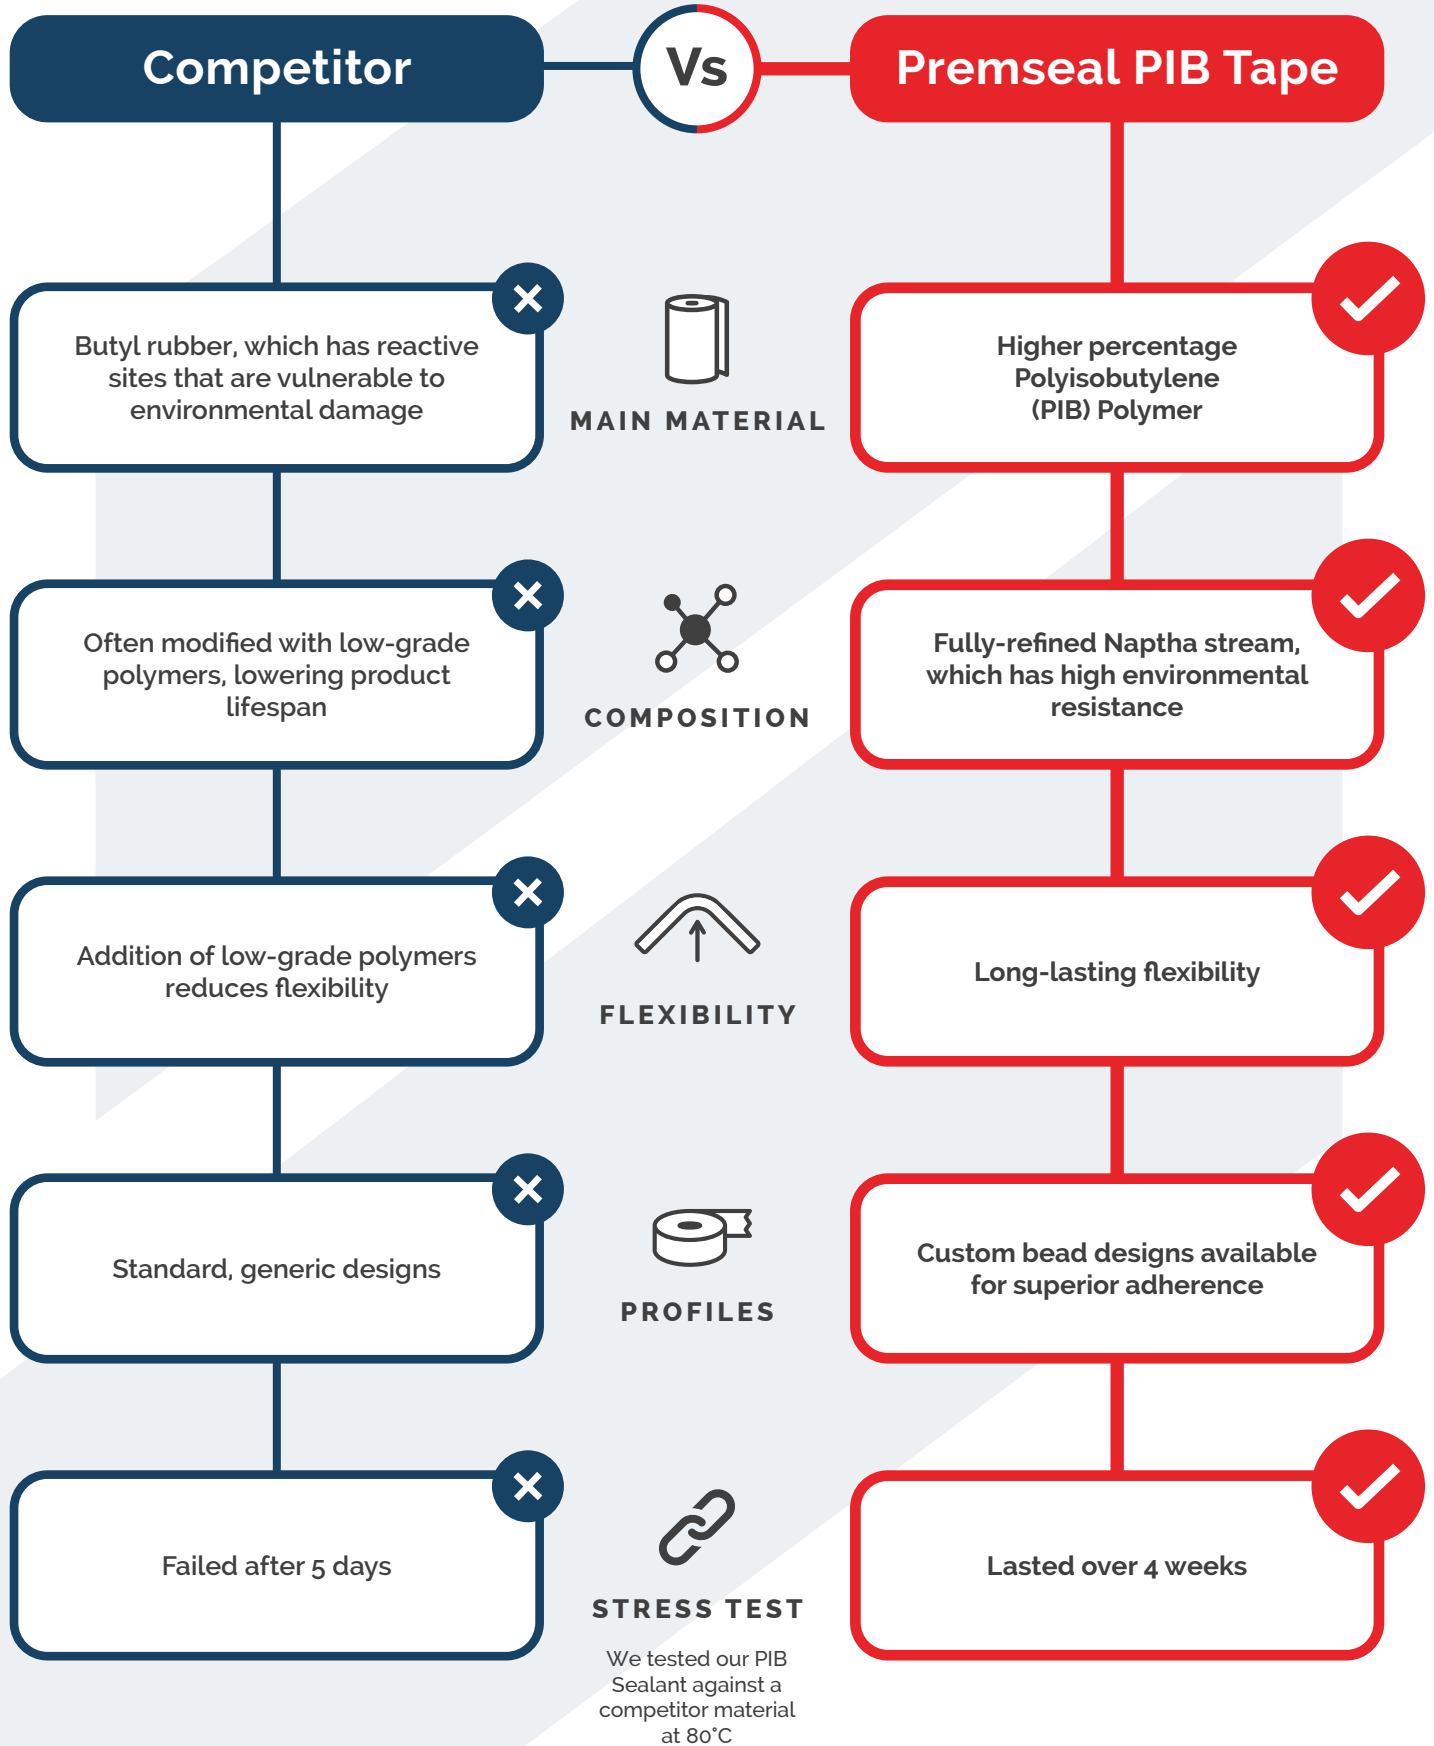 Competitor
Vs
Premseal PIB Tape
Butyl rubber, which has reactive
sites that are vulnerable to
environmental damage
MAIN MATERIAL
Higher percentage
Polyisobutylene
(PIB) Polymer
Often modified with low-grade
polymers, lowering product
lifespan
COMPOSITION
Fully-refined Naptha stream,
which has high environmental
resistance
Addition of low-grade polymers
reduces flexibility
FLEXIBILITY
Long-lasting flexibility
Standard, generic designs
PROFILES
Custom bead designs available
for superior adherence
Failed after 5 days
STRESS TEST
We tested our PIB
Sealant against a
competitor material
at 80°C
Lasted over 4 weeks